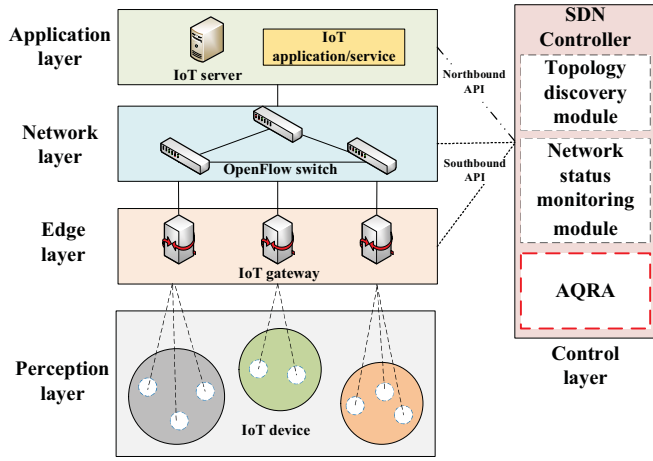 Application
layer
IoT server
IoT
application/service
Northbound
API
Network
layer
OpenFlow switch
Southbound
API
Edge
layer
IoT gateway
Perception
layer
IoT device
SDN
Controller
Topology
discovery
module
Network
status
monitoring
module
AQRA
Control
layer